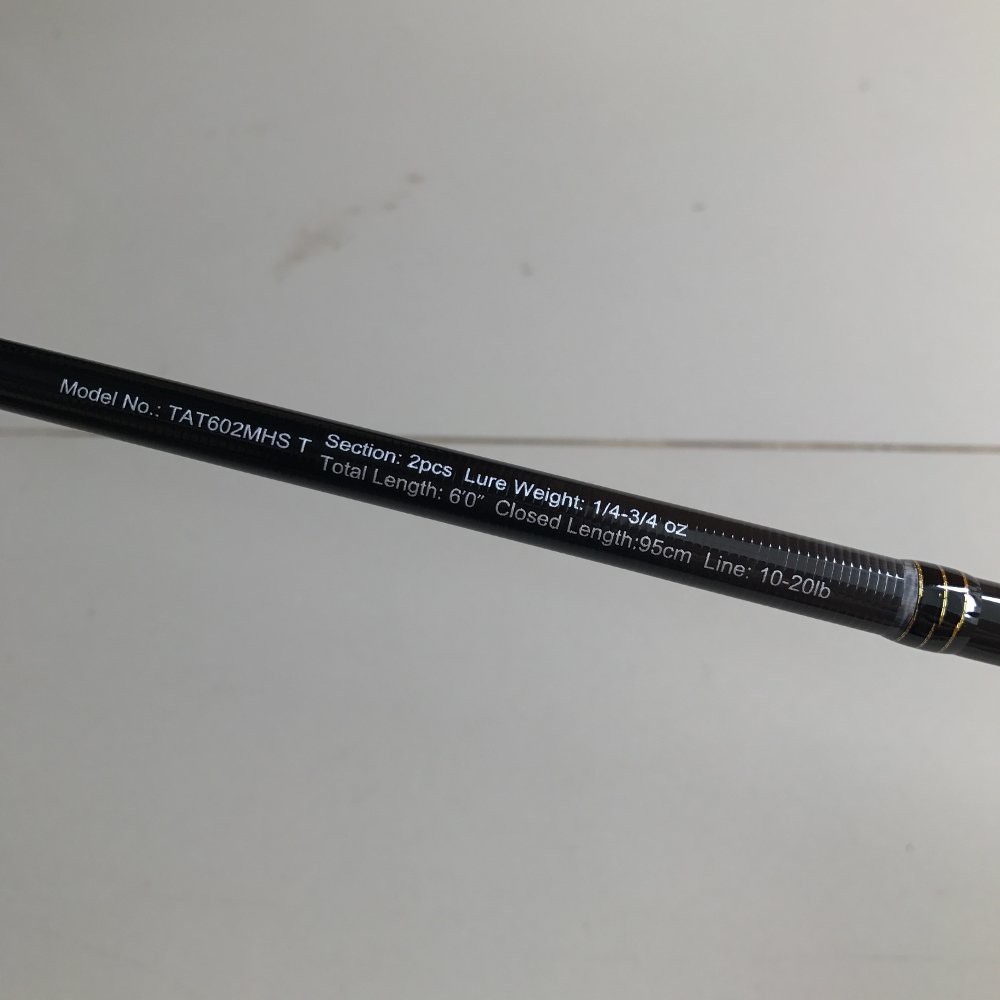 Model No.: TAT602MHS T
Section: 2pcs Lure Weight: 1/4-3/4 oz
Total Length: 6'0" Closed Length:95cm Line: 10-20lb